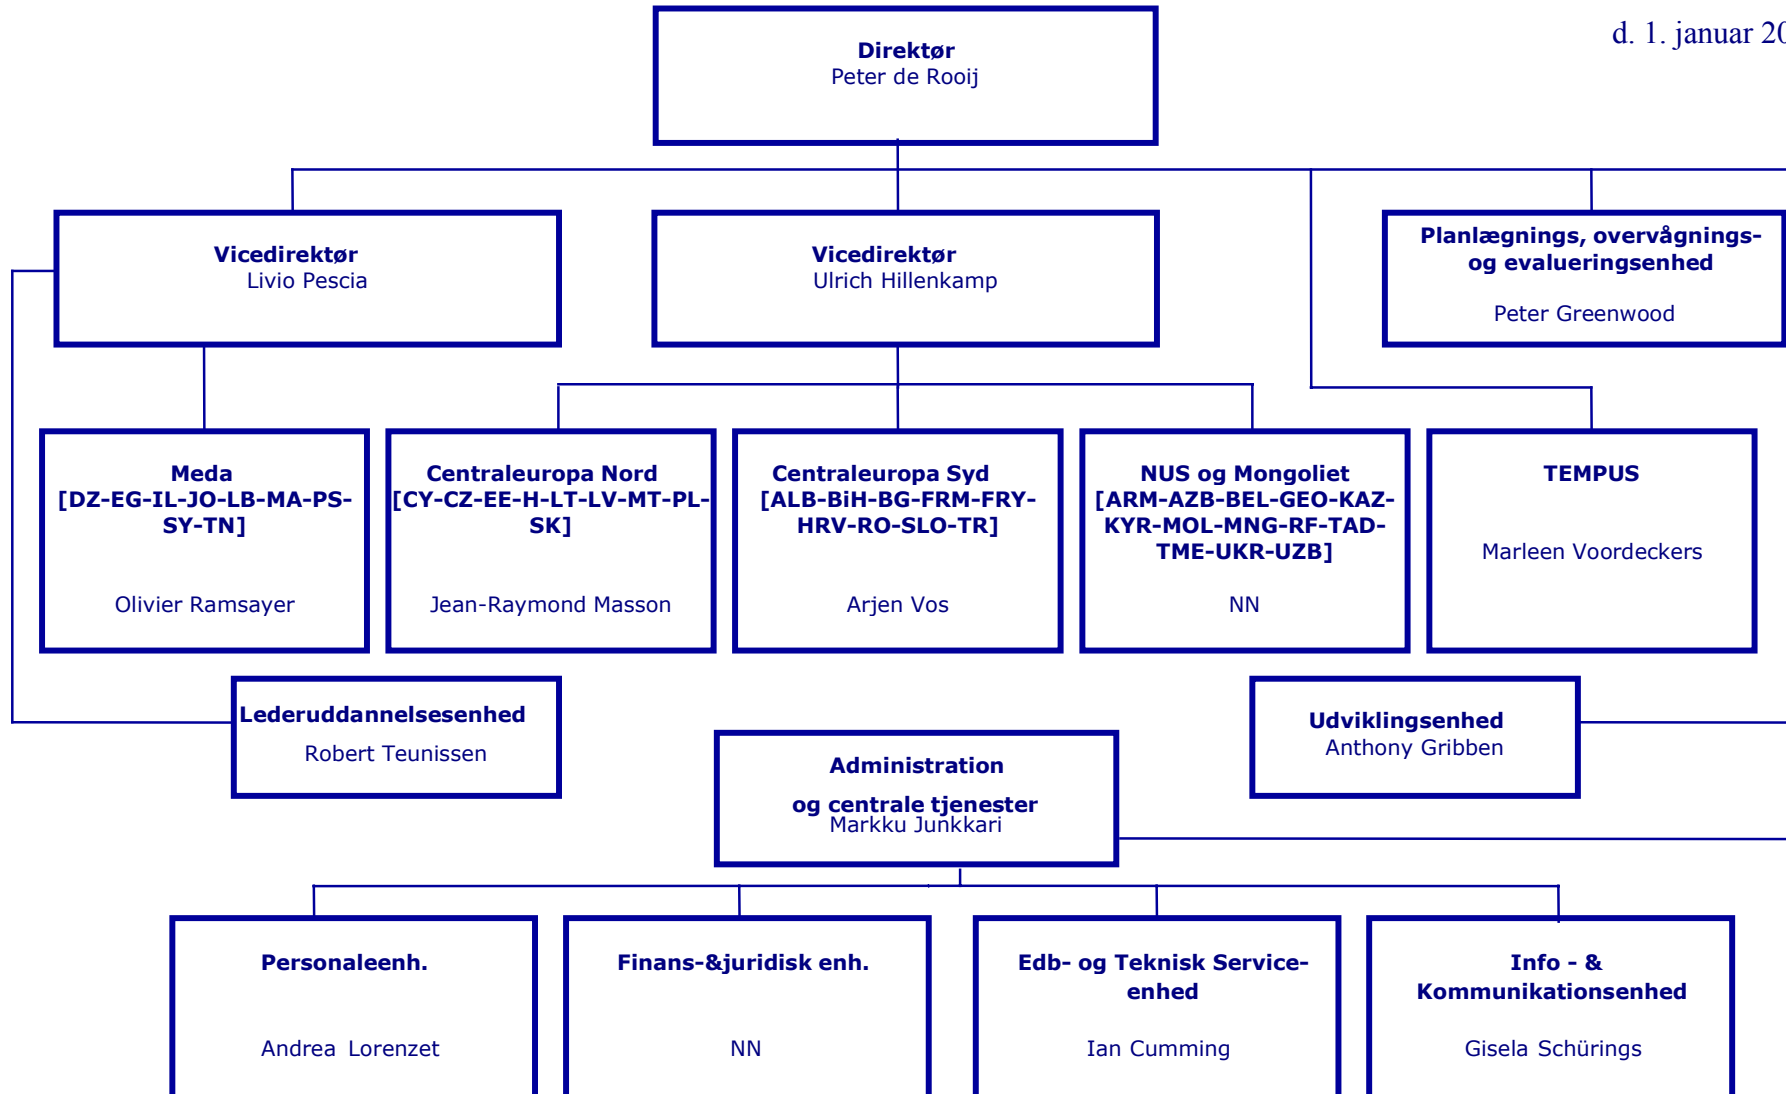 d. 1. januar 20
Direktør
Peter de Rooij
Vicedirektør
Livio Pescia
Vicedirektør
Ulrich Hillenkamp
Planlægnings, overvågnings-
og evalueringsenhed
Peter Greenwood
Meda
[DZ-EG-IL-JO-LB-MA-PS-
SY-TN]
Olivier Ramsayer
Centraleuropa Nord
[CY-CZ-EE-H-LT-LV-MT-PL-
SK]
Jean-Raymond Masson
Centraleuropa Syd
[ALB-BiH-BG-FRM-FRY-
HRV-RO-SLO-TR]
Arjen Vos
NUS og Mongoliet
[ARM-AZB-BEL-GEO-KAZ-
KYR-MOL-MNG-RF-TAD-
TME-UKR-UZB]
NN
TEMPUS
Marleen Voordeckers
Lederuddannelsesenhed
Robert Teunissen
Udviklingsenhed
Anthony Gribben
Administration
og centrale tjenester
Markku Junkkari
Personaleenh.
Andrea Lorenzet
Finans-&juridisk enh.
NN
Edb- og Teknisk Service-
enhed
Ian Cumming
Info - &
Kommunikationsenhed
Gisela Schürings